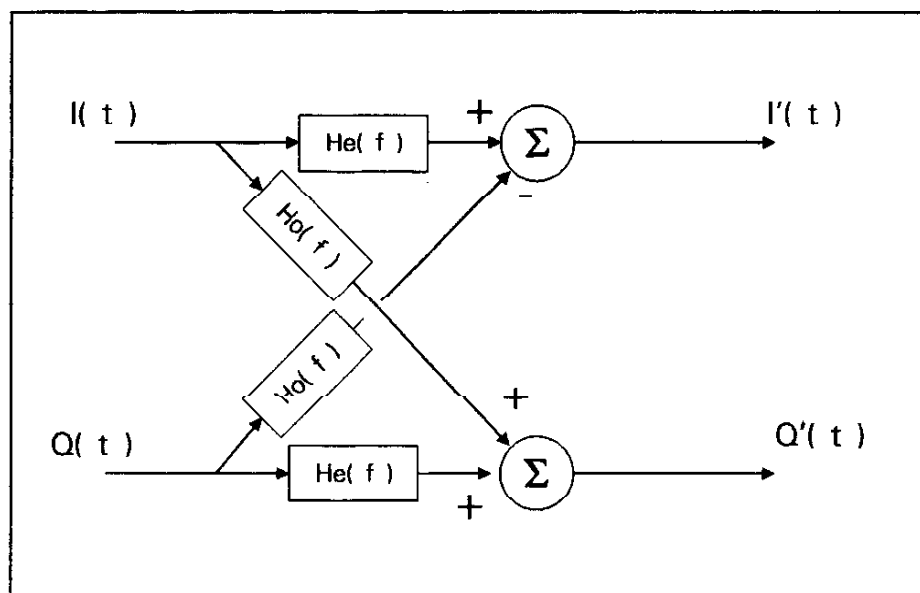 I( t )
He( f )
+
Σ
I'( t )
-
Ho( f )
Ho( f )
+
Q( t )
He( f )
+
Σ
Q'( t )